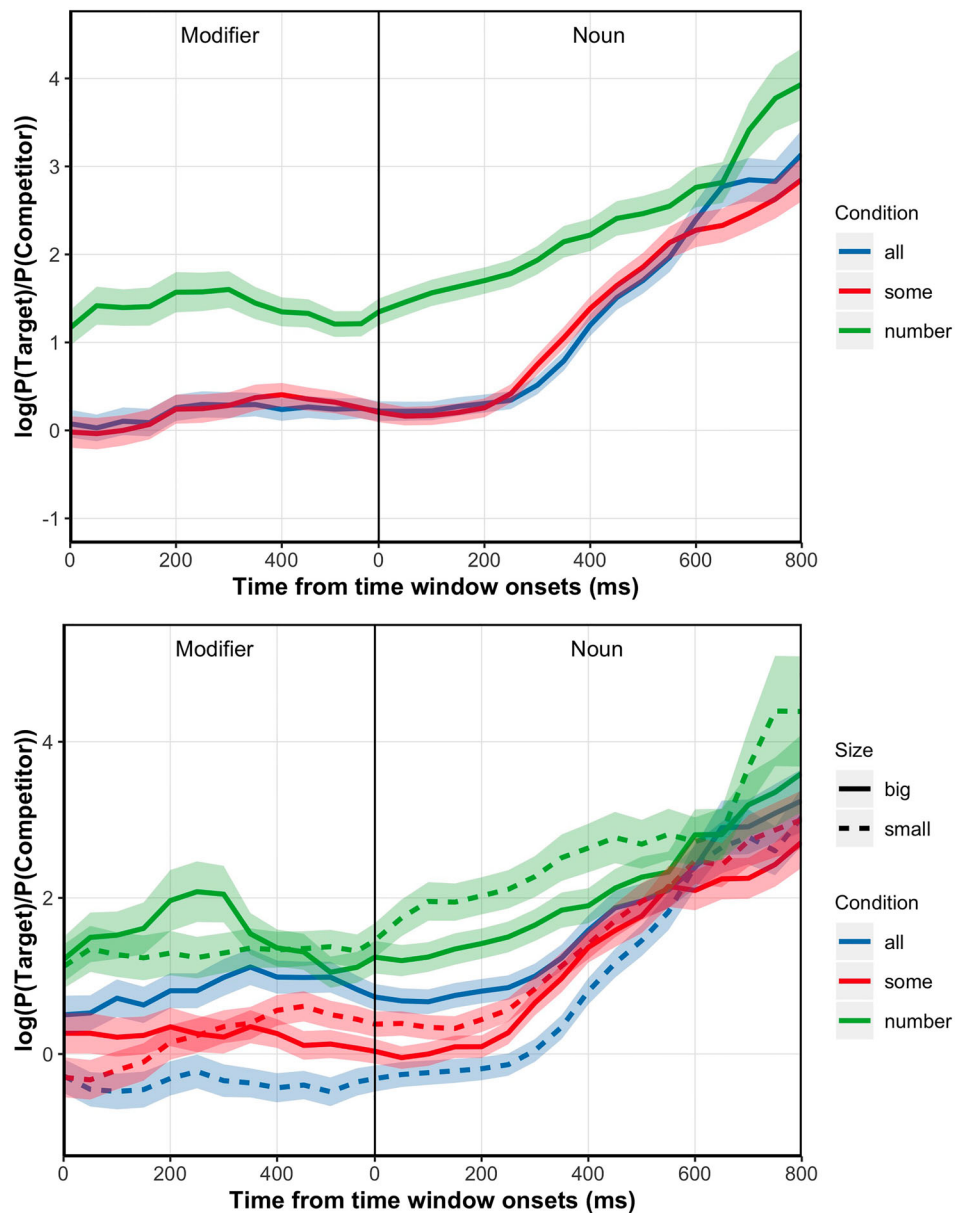 Modifier
Noun
4
3
2
1
0
-1
log(P(Target)/P(Competitor))
0
200
400
0
200
400
600
800
Time from time window onsets (ms)
Condition
all
some
number
Modifier
Noun
4
2
0
log(P(Target)/P(Competitor))
0
200
400
0
200
400
600
800
Time from time window onsets (ms)
Size
big
small
Condition
all
some
number